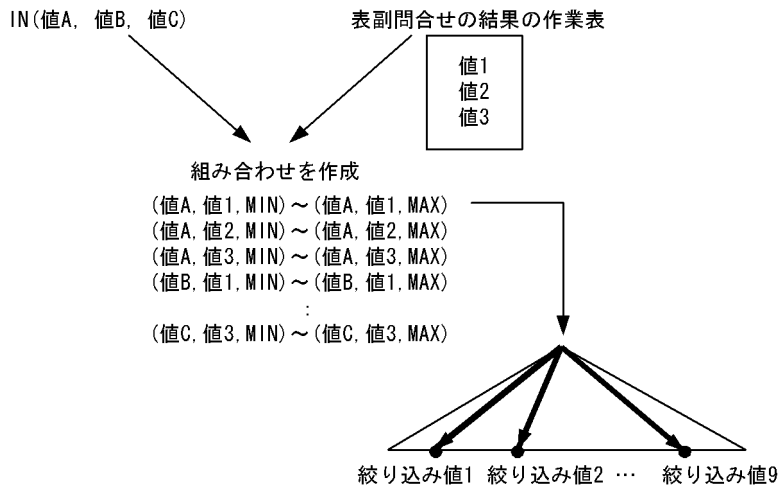 IN(値A, 値B, 値C)
表副問合せの結果の作業表
値1
値2
値3
組み合わせを作成
(値A,値1,MIN)～(値A,値1,MAX)
(値A,値2,MIN)～(値A,値2,MAX)
(値A,値3,MIN)～(値A,値3,MAX)
(値B,値1,MIN)～(値B,値1,MAX)
:
(値C,値3,MIN)～(値C,値3,MAX)
絞り込み値1 絞り込み値2 … 絞り込み値9